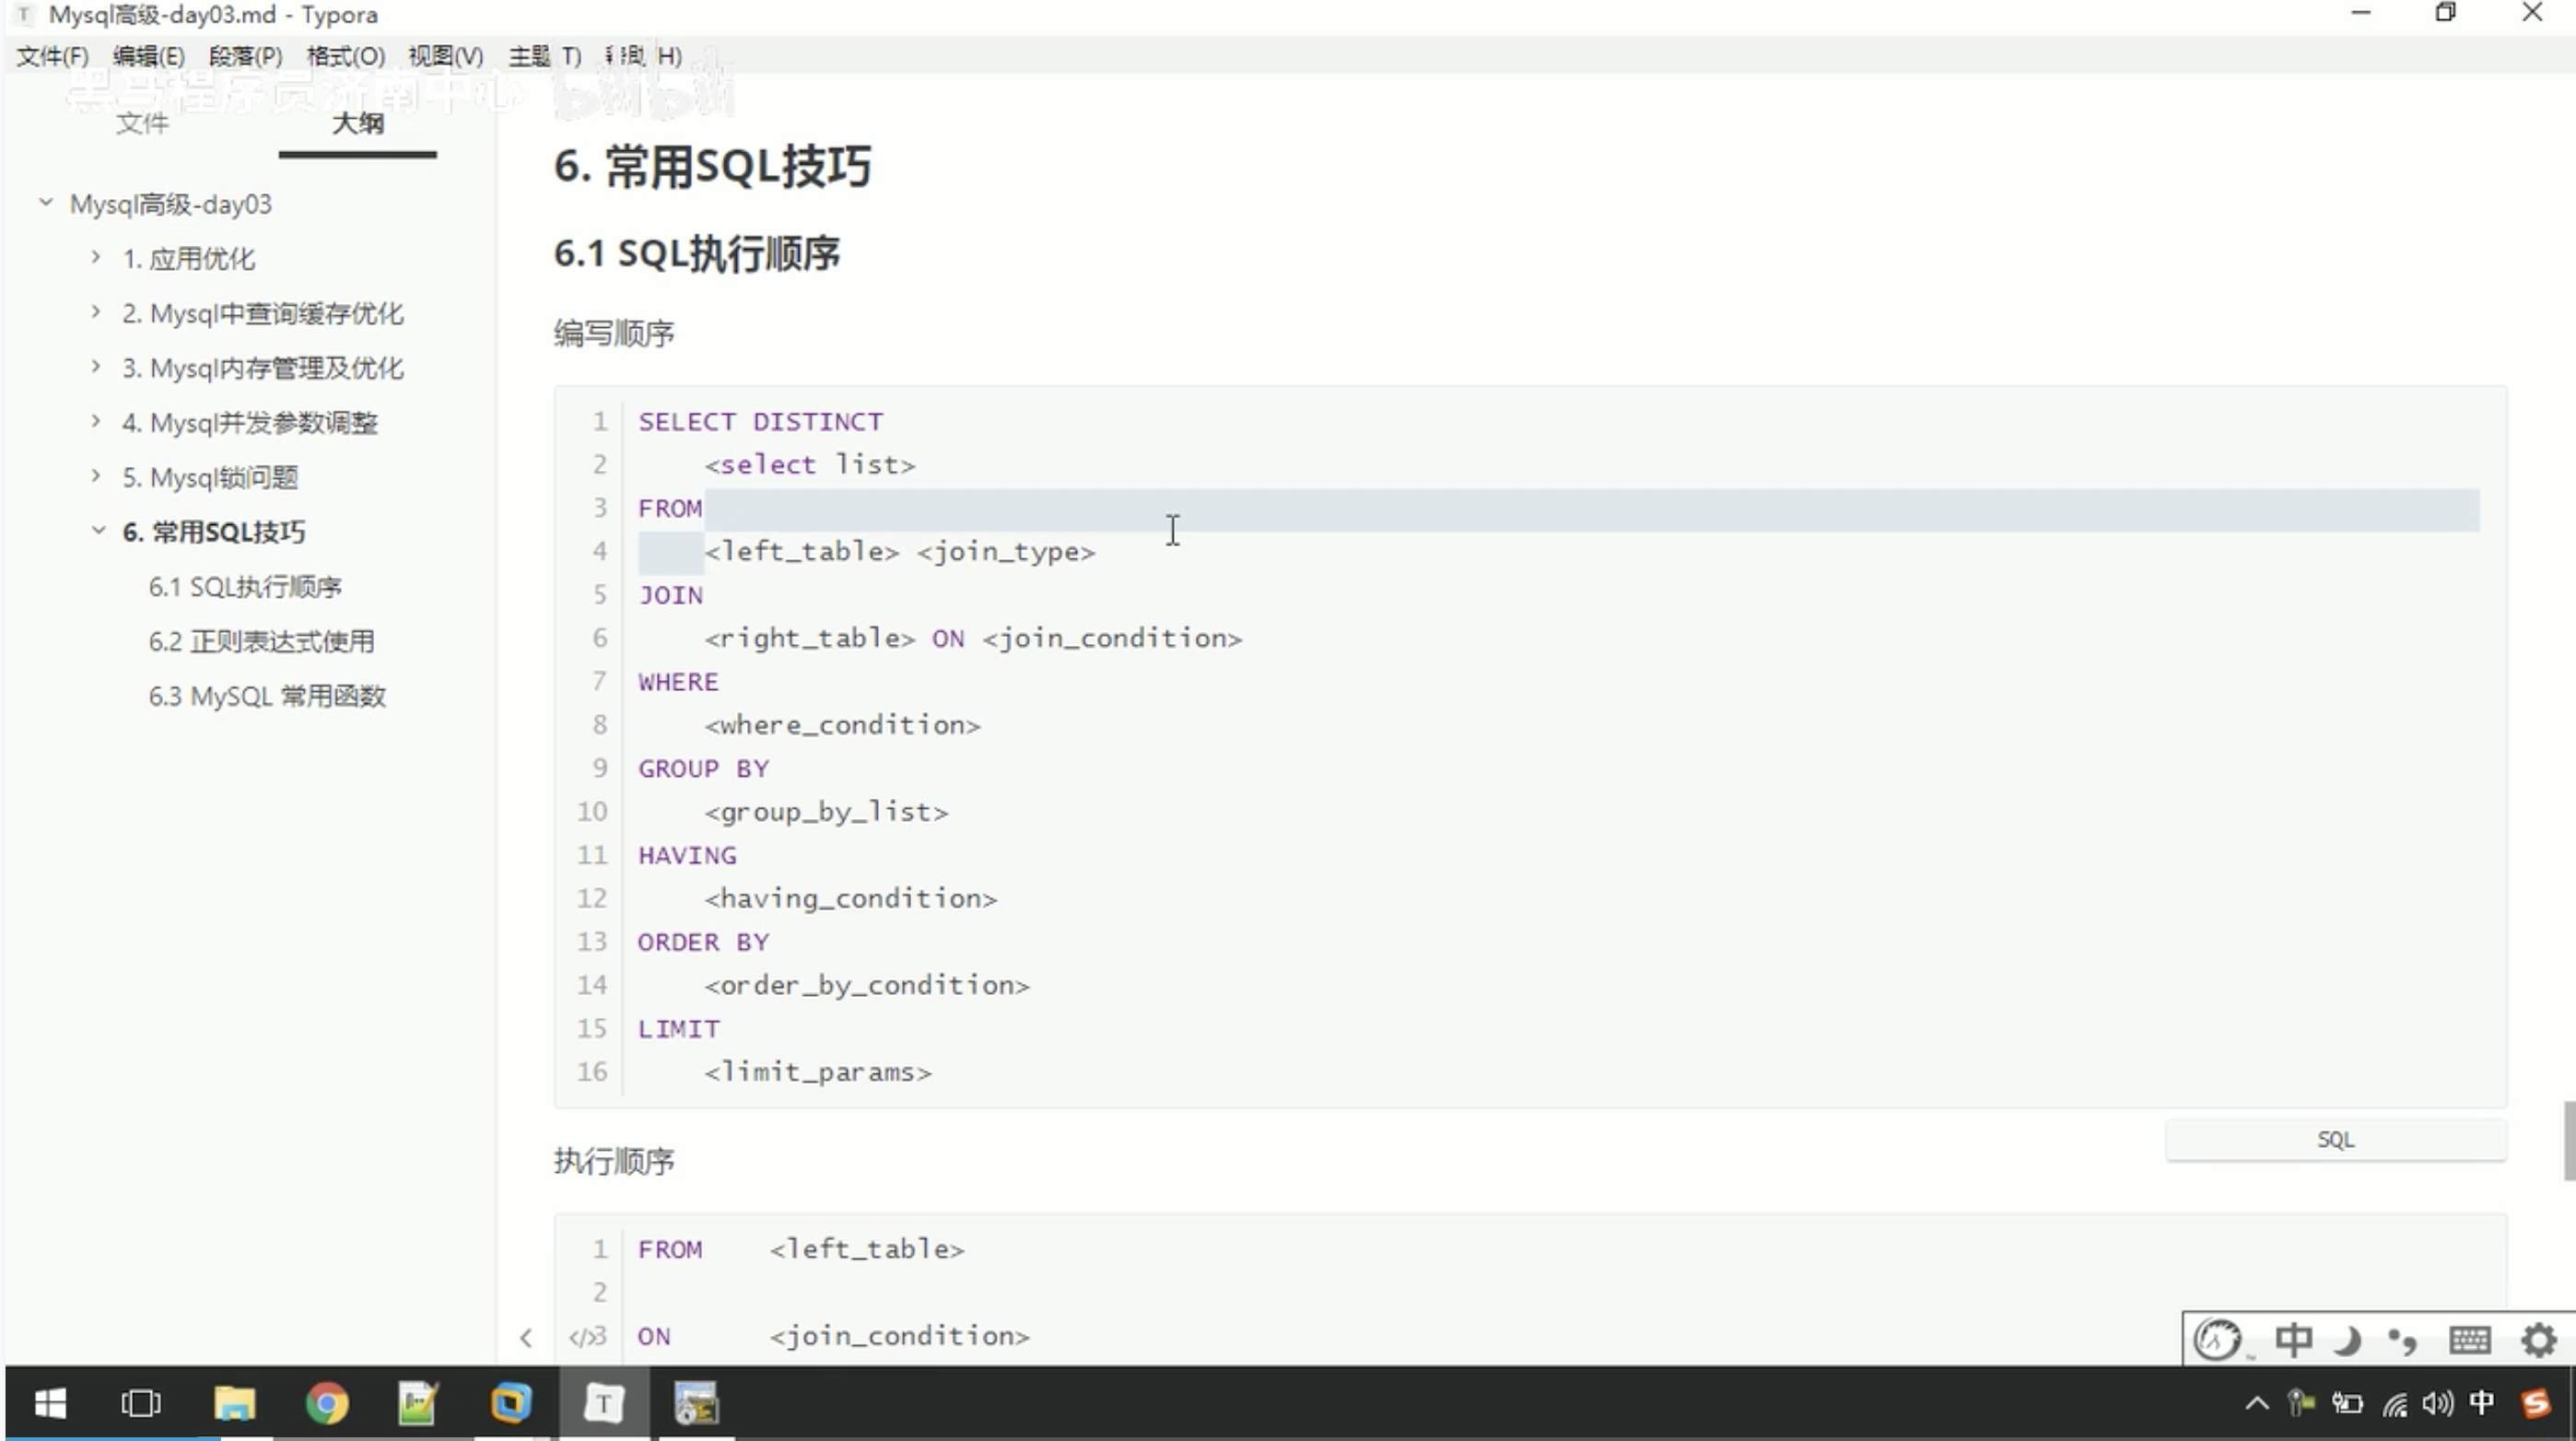 Mysql高级-day03.md - Typora
文件(F) 编辑(E) 段落(P) 格式(O) 视图(V) 主题 T) 帮助 H)
黑马程序员济南中心 bilibili
文件 大纲
Mysql高级-day03
1. 应用优化
2. Mysql中查询缓存优化
3. Mysql内存管理及优化
4. Mysql并发参数调整
5. Mysql锁问题
6. 常用SQL技巧
6.1 SQL执行顺序
6.2 正则表达式使用
6.3 MySQL 常用函数
6. 常用SQL技巧
6.1 SQL执行顺序
编写顺序
1 SELECT DISTINCT
2 <select list>
3 FROM
4 <left_table> <join_type>
5 JOIN
6 <right_table> ON <join_condition>
7 WHERE
8 <where_condition>
9 GROUP BY
10 <group_by_list>
11 HAVING
12 <having_condition>
13 ORDER BY
14 <order_by_condition>
15 LIMIT
16 <limit_params>
SQL
执行顺序
1 FROM <left_table>
2
3 ON <join_condition>
中
中